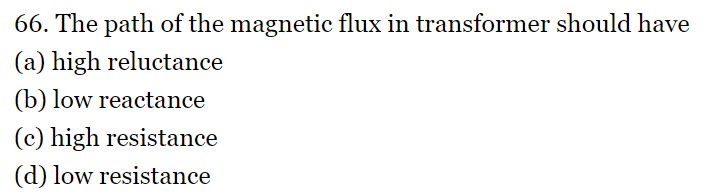 66. The path of the magnetic flux in transformer should have
(a) high reluctance
(b) low reactance
(c) high resistance
(d) low resistance